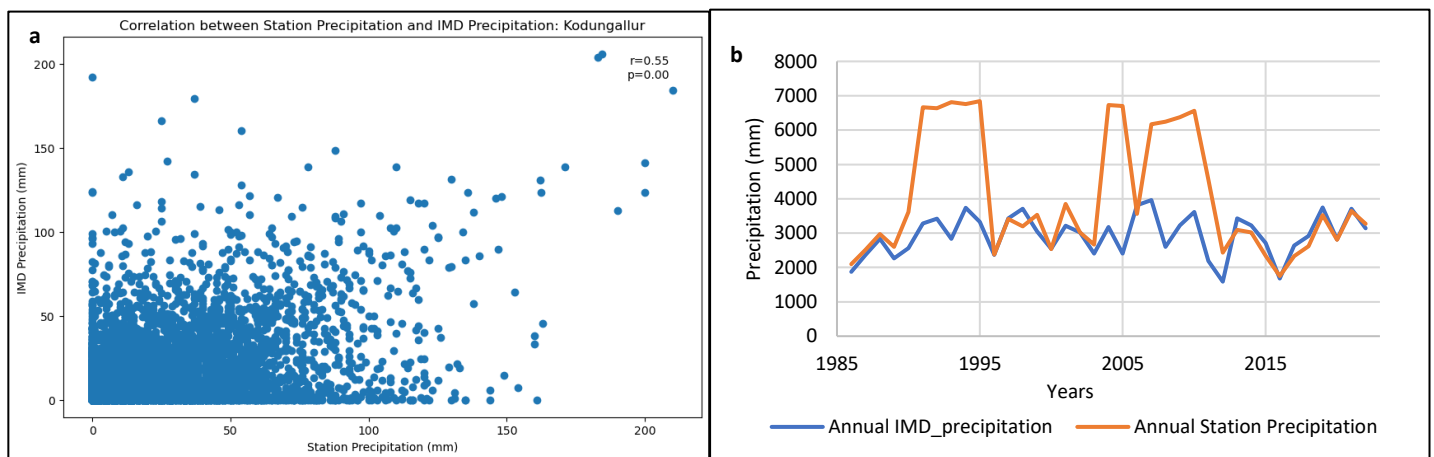 a
Correlation between Station Precipitation and IMD Precipitation: Kodungallur
r=0.55
p=0.00
IMD Precipitation (mm)
200
150
100
50
0
0 50 100 150 200
Station Precipitation (mm)
b
Precipitation (mm)
8000
7000
6000
5000
4000
3000
2000
1000
0
1985 1995 2005 2015
Years
Annual IMD_precipitation Annual Station Precipitation